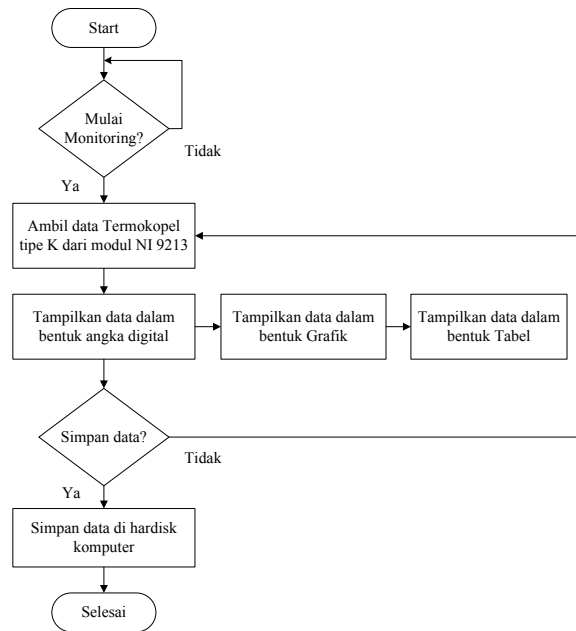 Start
Mulai
Monitoring?
Tidak
Ya
Ambil data Termokopel
tipe K dari modul NI 9213
Tampilkan data dalam
bentuk angka digital
Tampilkan data dalam
bentuk Grafik
Tampilkan data dalam
bentuk Tabel
Simpan data?
Tidak
Ya
Simpan data di hardisk
komputer
Selesai